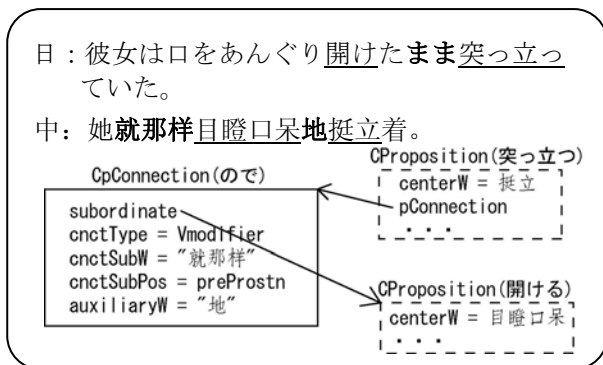 日：彼女は口をあんぐり開けたまま突っ立っ
ていた。
中：她就那样目瞪口呆地挺立着。
CpConnection(ので)
subordinate
cnctType = Vmodifier
cnctSubW = "就那样"
cnctSubPos = preProstn
auxiliaryW = "地"
CProposition(突っ立つ)
centerW = 挺立
pConnection
・・・
CProposition(開ける)
centerW = 目瞪口呆
・・・